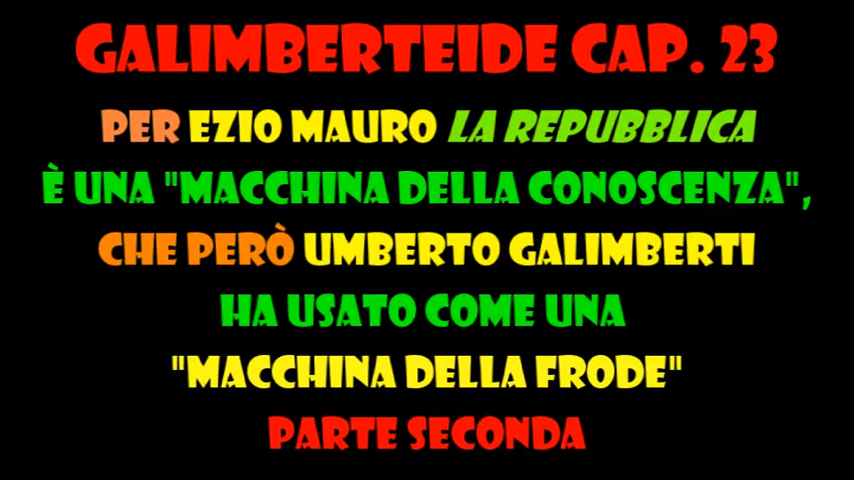 GALIMBERTEIDE CAP. 23
PER EZIO MAURO LA REPUBBLICA
È UNA "MACCHINA DELLA CONOSCENZA",
CHE PERÒ UMBERTO GALIMBERTI
HA USATO COME UNA
"MACCHINA DELLA FRODE"
PARTE SECONDA